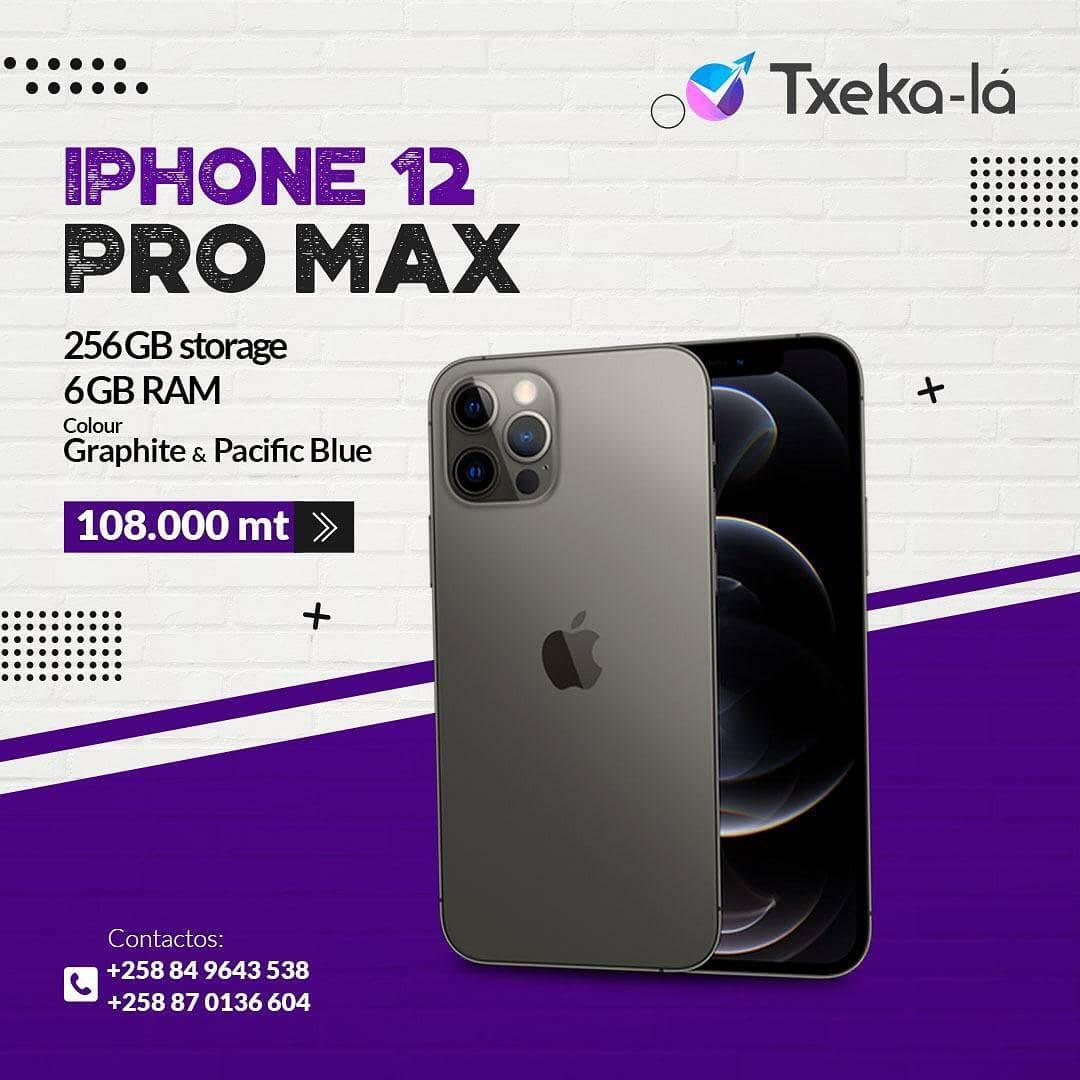 Txeka-lá
IPHONE 12
PRO MAX
256GB storage
6GB RAM
Colour
Graphite & Pacific Blue
108.000 mt
Contactos:
+258 84 9643 538
+258 87 0136 604